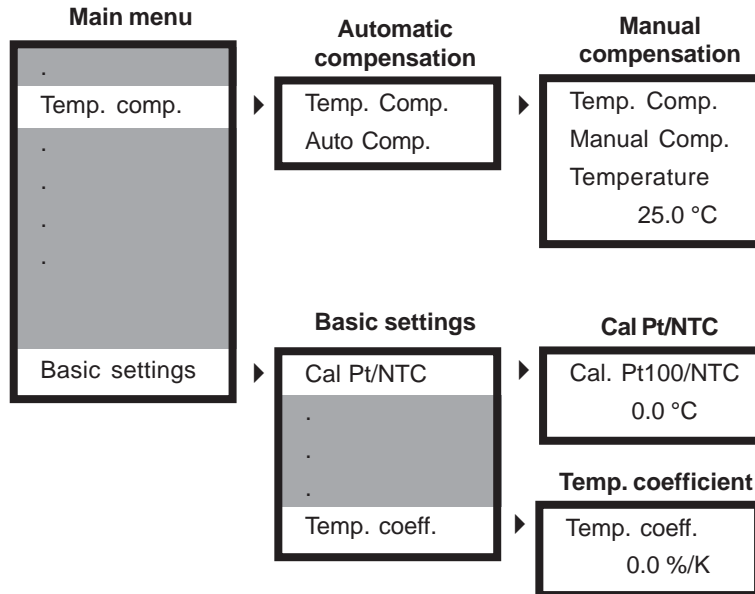 Main menu
.
Temp. comp.
.
.
.
.
Basic settings
Automatic
compensation
Temp. Comp.
Auto Comp.
Manual
compensation
Temp. Comp.
Manual Comp.
Temperature
25.0 °C
Basic settings
Cal Pt/NTC
.
.
.
Temp. coeff.
Cal Pt/NTC
Cal. Pt100/NTC
0.0 °C
Temp. coefficient
Temp. coeff.
0.0 %/K